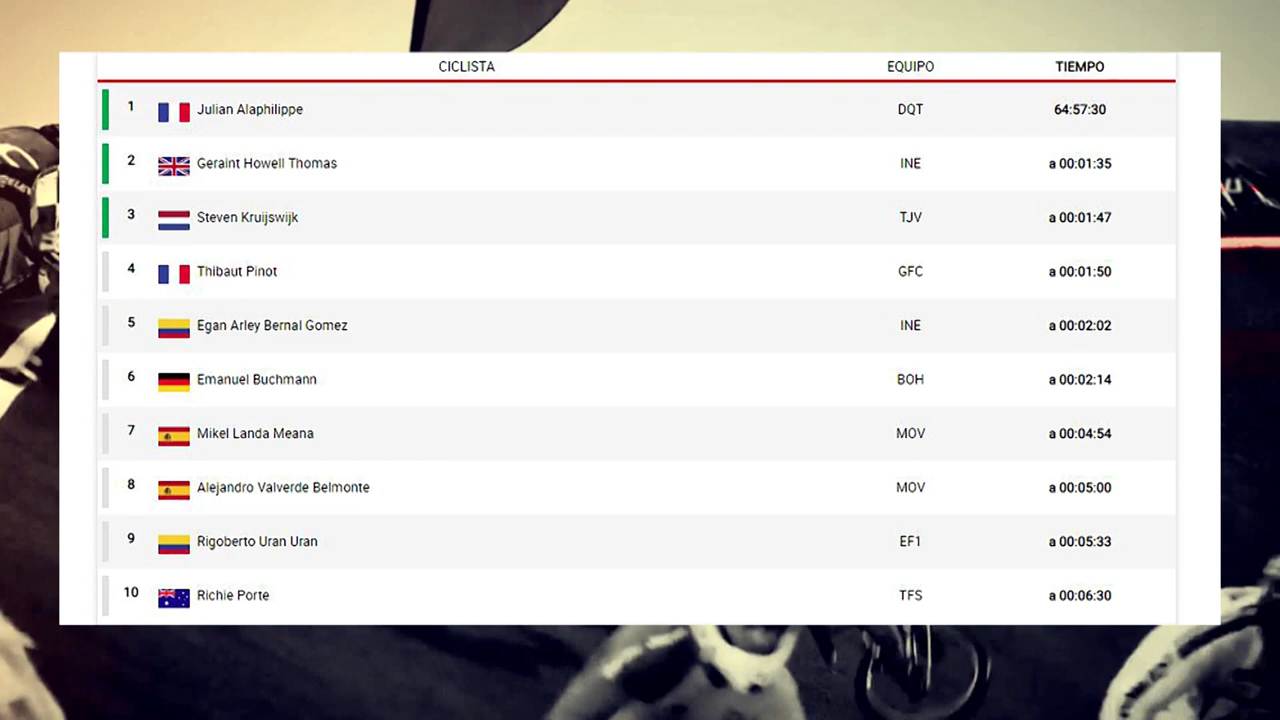 CICLISTA EQUIPO TIEMPO
1 Julian Alaphilippe DQT 64:57:30
2 Geraint Howell Thomas INE a 00:01:35
3 Steven Kruijswijk TJV a 00:01:47
4 Thibaut Pinot GFC a 00:01:50
5 Egan Arley Bernal Gomez INE a 00:02:02
6 Emanuel Buchmann BOH a 00:02:14
7 Mikel Landa Meana MOV a 00:04:54
8 Alejandro Valverde Belmonte MOV a 00:05:00
9 Rigoberto Uran Uran EF1 a 00:05:33
10 Richie Porte TFS a 00:06:30